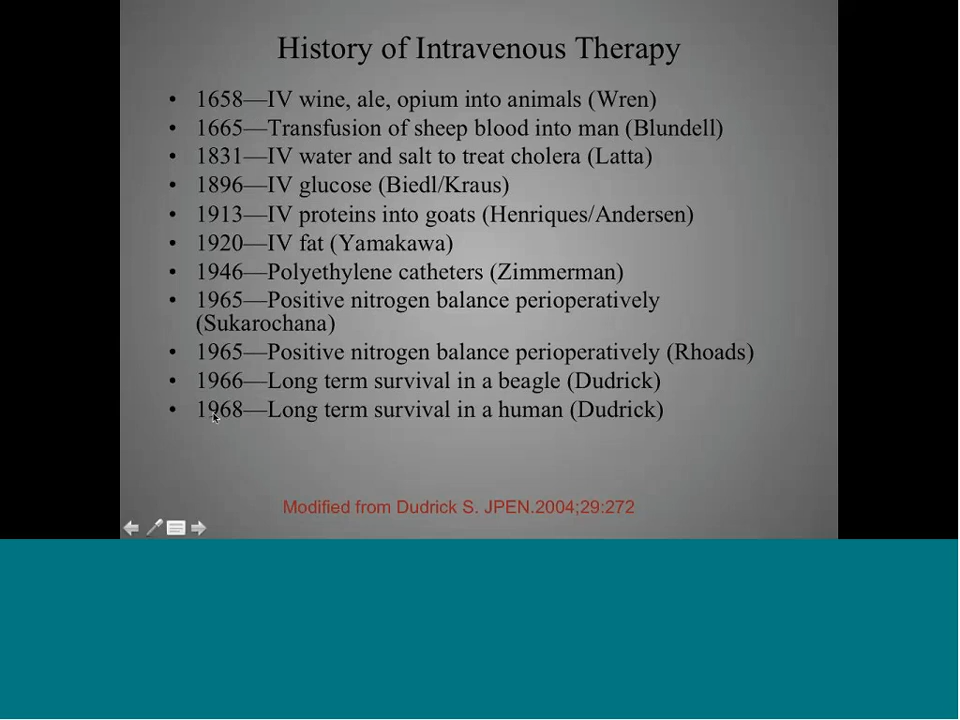 History of Intravenous Therapy
• 1658—IV wine, ale, opium into animals (Wren)
• 1665—Transfusion of sheep blood into man (Blundell)
• 1831—IV water and salt to treat cholera (Latta)
• 1896—IV glucose (Biedl/Kraus)
• 1913—IV proteins into goats (Henriques/Andersen)
• 1920—IV fat (Yamakawa)
• 1946—Polyethylene catheters (Zimmerman)
• 1965—Positive nitrogen balance perioperatively
(Sukarochana)
• 1965—Positive nitrogen balance perioperatively (Rhoads)
• 1966—Long term survival in a beagle (Dudrick)
• 1968—Long term survival in a human (Dudrick)
Modified from Dudrick S. JPEN.2004;29:272